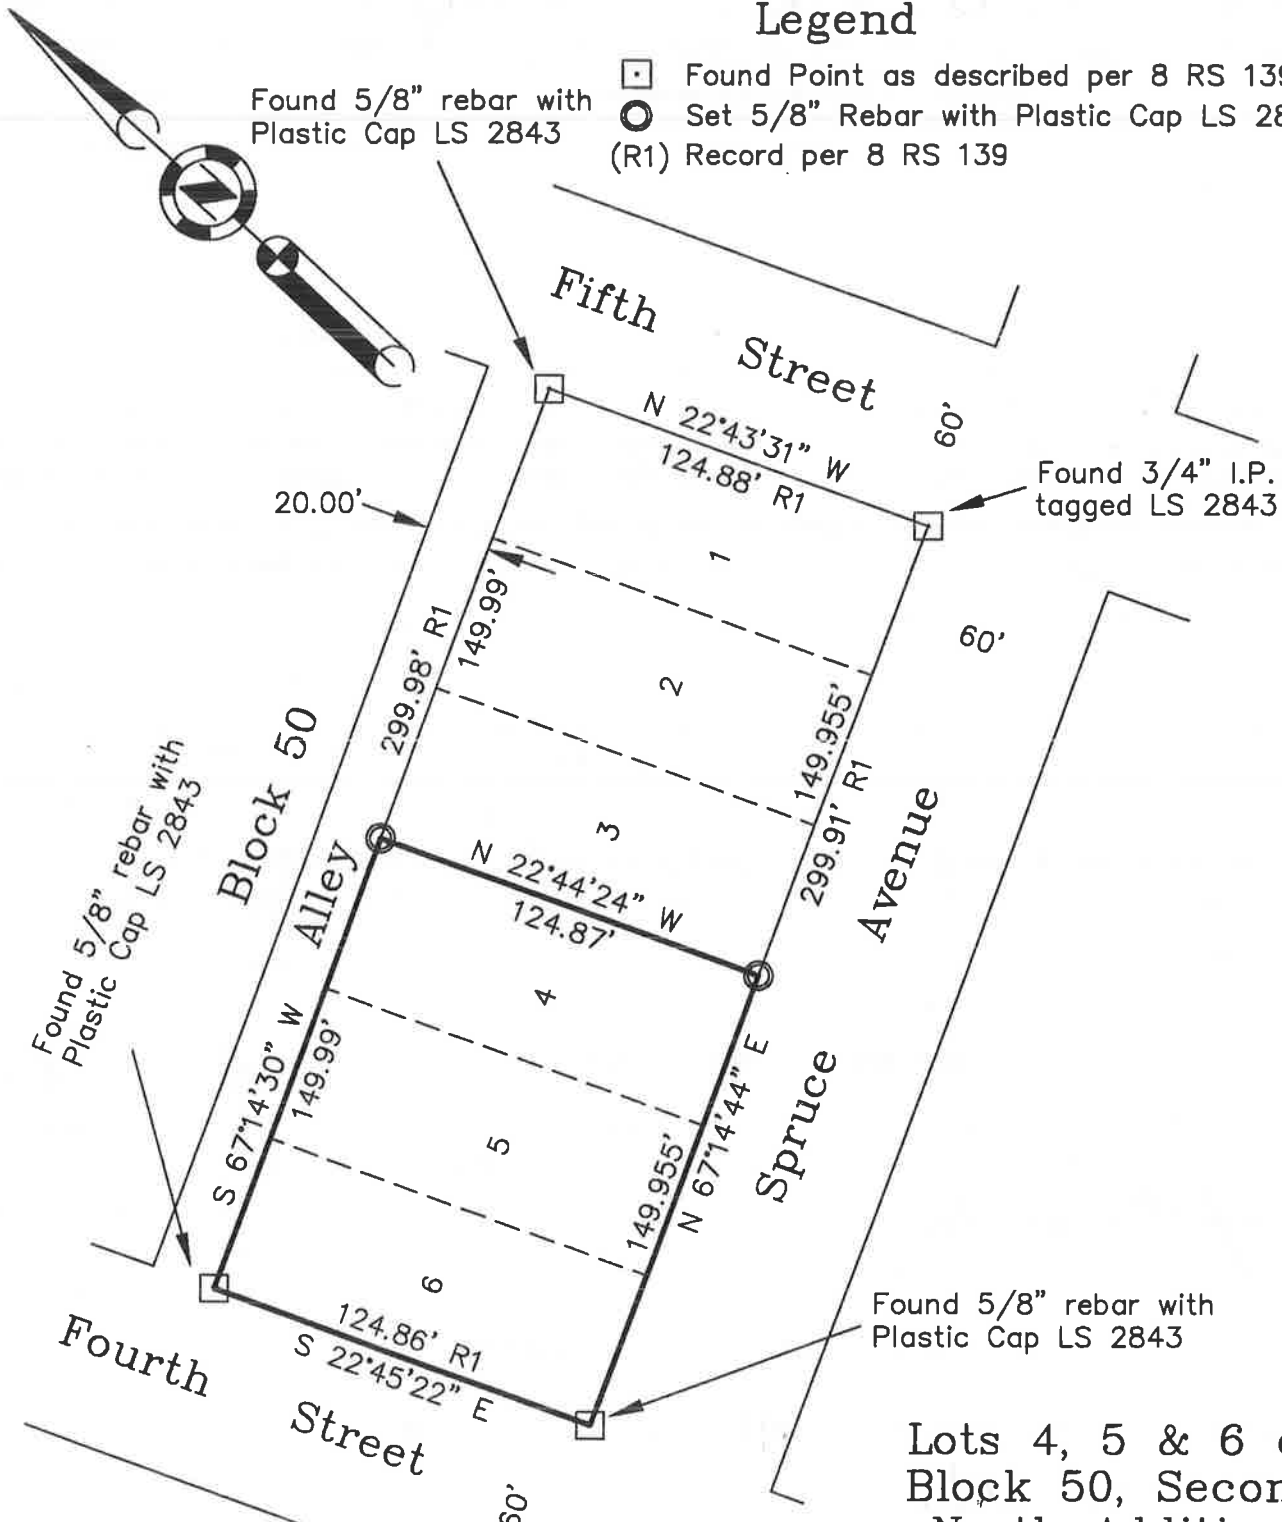 Legend
Found Point as described per 8 RS 139
Set 5/8" Rebar with Plastic Cap LS
(R1) Record per 8 RS 139
Found 5/8" rebar with
Plastic Cap LS 2843
N
Fifth Street
60'
N 22°43'31" W
124.88' R1
Found 3/4" I.P.
tagged LS 2843
20.00'
1
149.99'
299.98' R1
2
60'
149.955'
299.91' R1
3
Block 50
Alley
Avenue
Spruce
Found 5/8" rebar with
Plastic Cap LS 2843
N 22°44'24" W
124.87'
4
S 67°14'30" W
149.99'
5
149.955'
N 67°14'44" E
6
124.86' R1
S 22°45'22" E
Found 5/8" rebar with
Plastic Cap LS 2843
Fourth Street
60'
Lots 4, 5 & 6
Block 50,
North